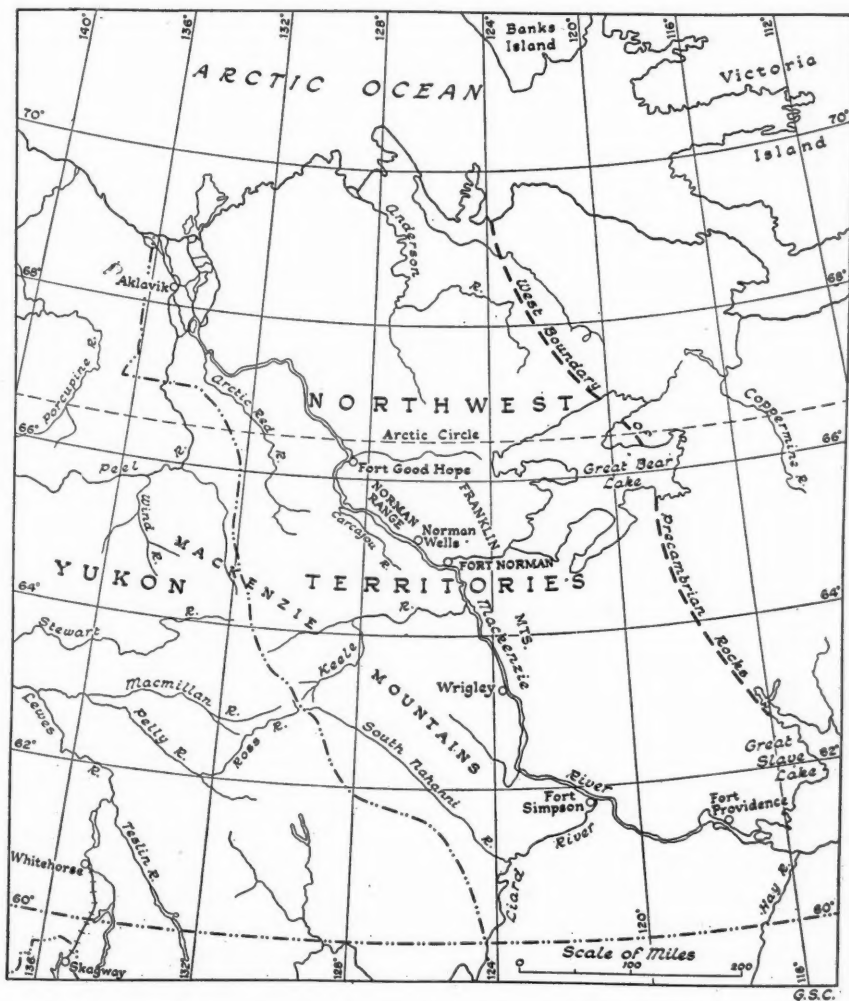 140°
136°
132°
128°
124°
120°
116°
112°
Banks
Island
ARCTIC OCEAN
Victoria
Island
70°
70°
Anderson
R.
68°
68°
Aklavik
West Boundary
of
Precambrian Rocks
Porcupine R.
Arctic Red R.
NORTHWEST
Coppermine R.
Arctic Circle
66°
66°
Fort Good Hope
Great Bear
Lake
Peel R.
Wind R.
NORMAN
RANGE
FRANKLIN
MTS.
Carcajou R.
Norman
Wells
FORT NORMAN
MACKENZIE
MOUNTAINS
YUKON
TERRITORIES
64°
64°
Stewart R.
Keele R.
Mackenzie
River
Macmillan R.
Wrigley
Lewes R.
Pelly R.
Ross R.
South Nahanni R.
62°
62°
Great
Slave
Lake
Fort
Simpson
Fort
Providence
Liard River
Teslin R.
Whitehorse
Hay R.
60°
60°
Skagway
136°
132°
128°
124°
120°
116°
Scale of Miles
0 100 200
G.S.C.